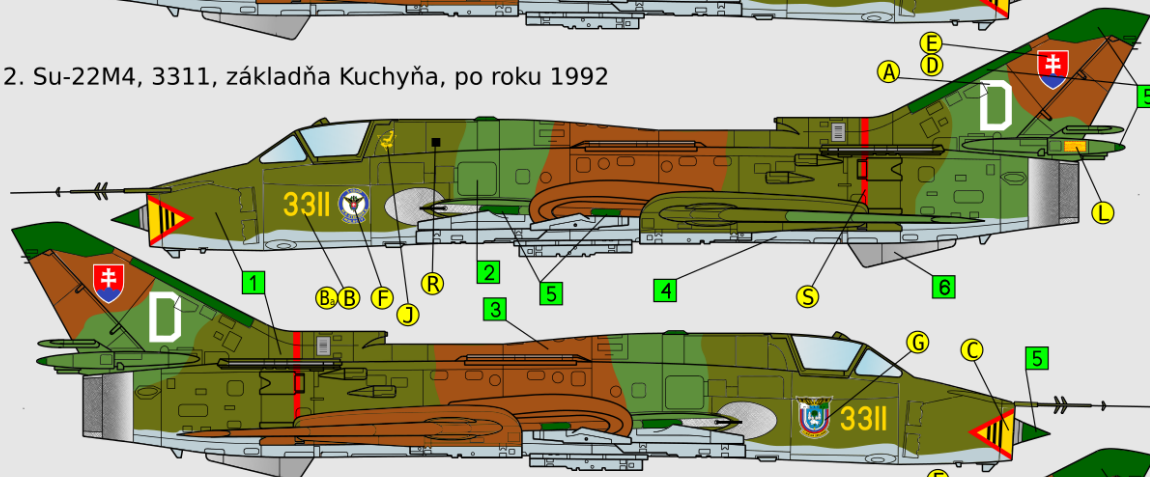 2. Su-22M4, 3311, základňa Kuchyňa, po roku 1992
E
D
A
5
D
3311
L
1
Ba B
F
J
R
2
5
3
4
S
6
D
G
C
5
3311